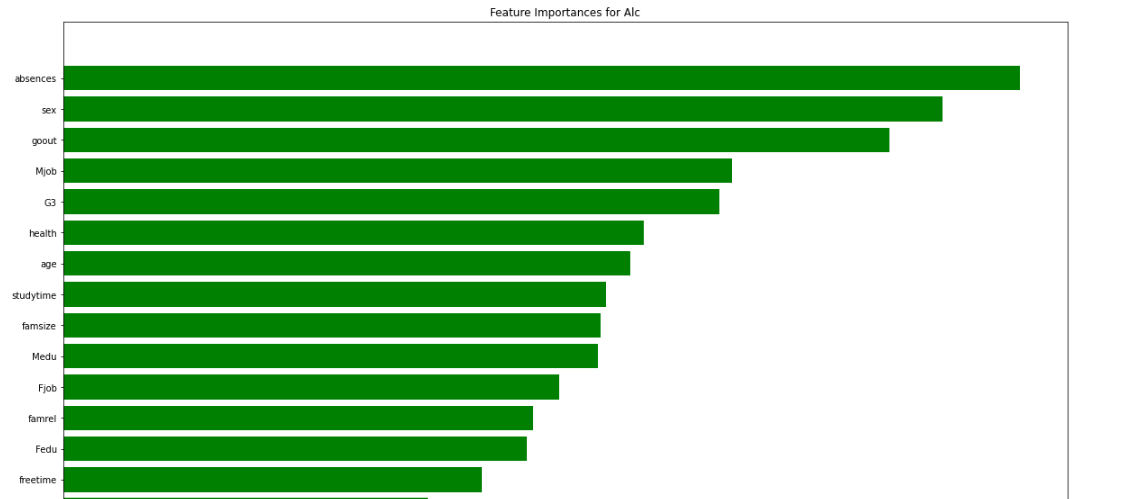 Feature Importances for Alc
absences
sex
goout
Mjob
G3
health
age
studytime
famsize
Medu
Fjob
famrel
Fedu
freetime